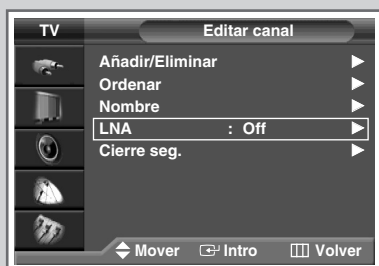 TV
Editar canal
Añadir/Eliminar
Ordenar
Nombre
LNA : Off
Cierre seg.
Mover Intro Volver